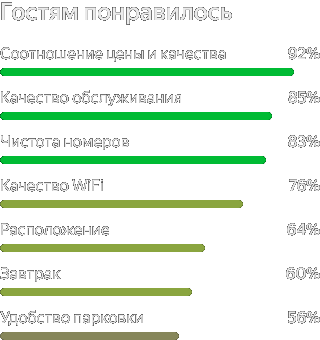 Гостям понравилось
Соотношение цены и качества 92%
Качество обслуживания 85%
Чистота номеров 83%
Качество WiFi 76%
Расположение 64%
Завтрак 60%
Удобство парковки 56%